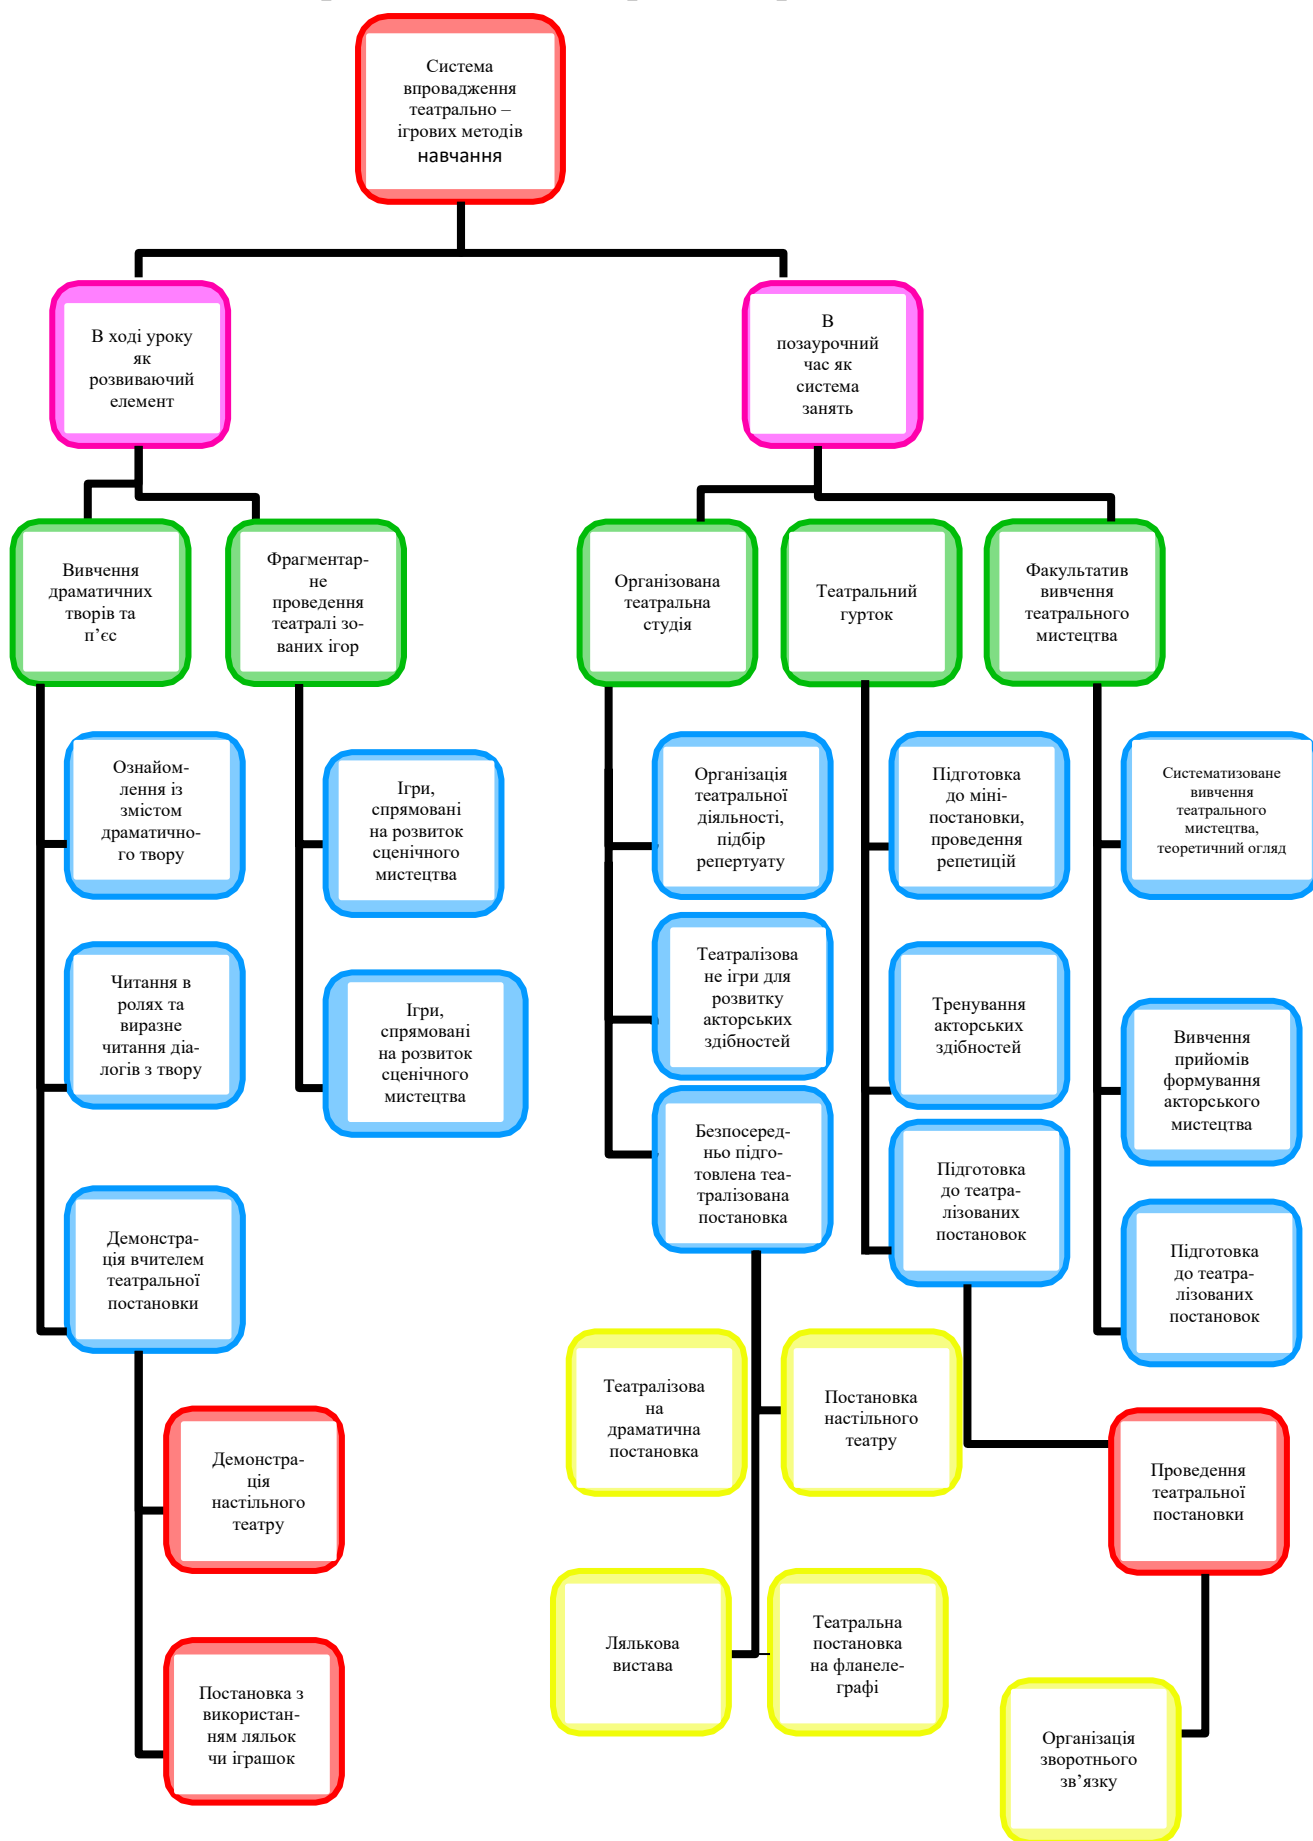 Система
впровадження
театрально –
ігрових методів
навчання
В ході уроку
як
розвиваючий
елемент
В
позаурочний
час як
система
занять
Вивчення
драматичних
творів та
п’єс
Фрагментар-
не
проведення
театралі зо-
ваних ігор
Організована
театральна
студія
Театральний
гурток
Факультатив
вивчення
театрального
мистецтва
Ознайом-
лення із
змістом
драматично-
го твору
Ігри,
спрямовані
на розвиток
сценічного
мистецтва
Організація
театральної
діяльності,
підбір
репертуату
Підготовка
до міні-
постановки,
проведення
репетицій
Систематизоване
вивчення
театрального
мистецтва,
теоретичний огляд
Читання в
ролях та
виразне
читання діа-
логів з твору
Ігри,
спрямовані
на розвиток
сценічного
мистецтва
Театралізова
не ігри для
розвитку
акторських
здібностей
Тренування
акторських
здібностей
Вивчення
прийомів
формування
акторського
мистецтва
Демонстра-
ція вчителем
театральної
постановки
Безпосеред-
ньо підго-
товлена теа-
тралізована
постановка
Підготовка
до театра-
лізованих
постановок
Підготовка
до театра-
лізованих
постановок
Театралізова
на
драматична
постановка
Постановка
настільного
театру
Демонстра-
ція
настільного
театру
Проведення
театральної
постановки
Лялькова
вистава
Театральна
постановка
на фланеле-
графі
Постановка з
використан-
ням ляльок
чи іграшок
Організація
зворотнього
зв’язку